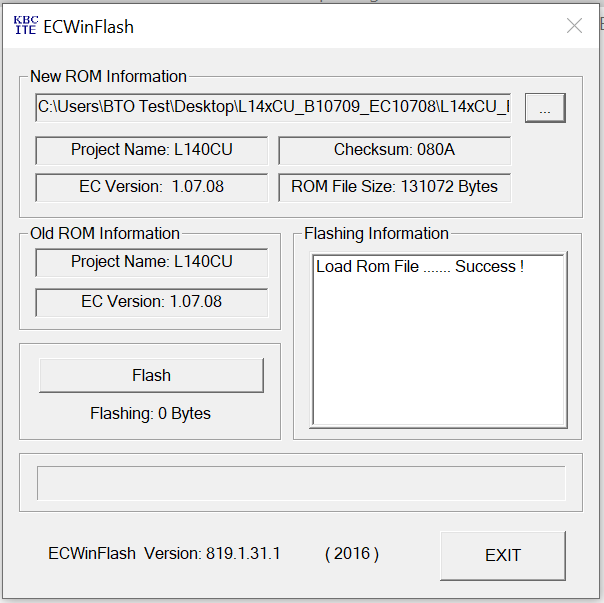 KBC
ITE ECWinFlash
New ROM Information
C:\Users\BTO Test\Desktop\L14xCU_B10709_EC10708\L14xCU_
...
Project Name: L140CU
Checksum: 080A
EC Version: 1.07.08
ROM File Size: 131072 Bytes
Old ROM Information
Project Name: L140CU
EC Version: 1.07.08
Flashing Information
Load Rom File ....... Success !
Flash
Flashing: 0 Bytes
ECWinFlash Version: 819.1.31.1 ( 2016 )
EXIT